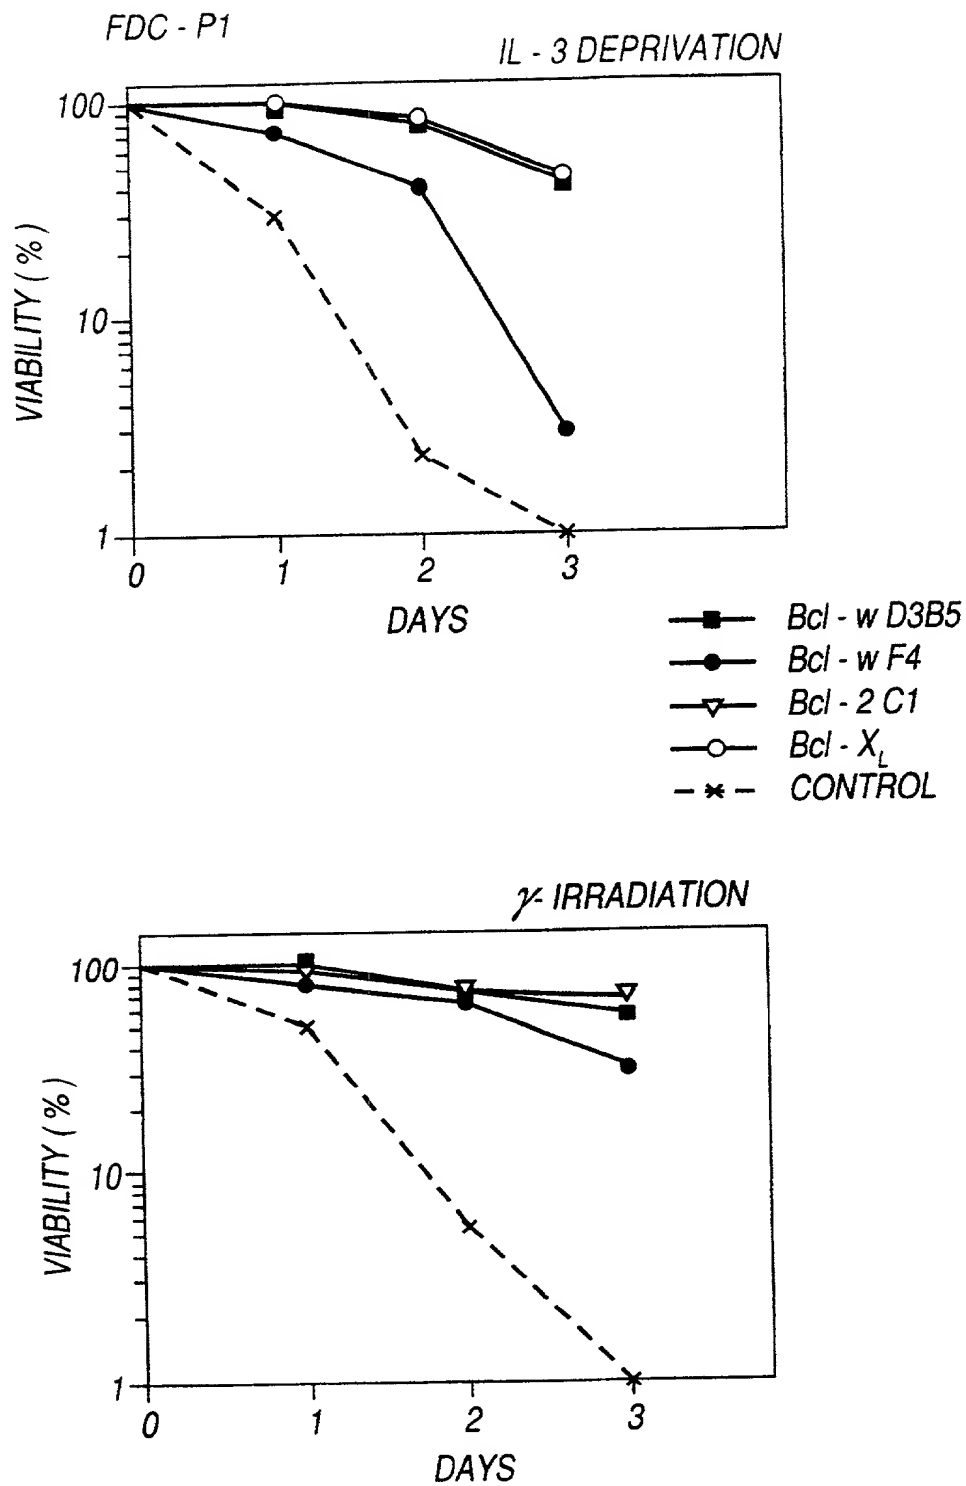 FDC - P1
IL - 3 DEPRIVATION
100
10
1
VIABILITY ( % )
0 1 2 3
DAYS
Bcl - w D3B5
Bcl - w F4
Bcl - 2 C1
Bcl - XL
CONTROL
γ- IRRADIATION
100
10
1
VIABILITY ( % )
0 1 2 3
DAYS